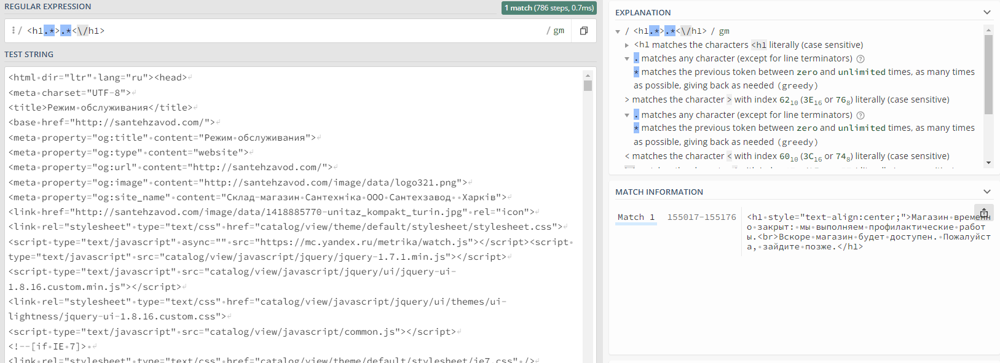 REGULAR EXPRESSION
1 match (786 steps, 0.7ms)
/ <h1.*>.*<\/h1>
/ gm
TEST STRING
<html dir="ltr" lang="ru"><head>
<meta charset="UTF-8">
<title>Режим обслуживания</title>
<base href="http://santehzavod.com/">
<meta property="og:title" content="Режим обслуживания">
<meta property="og:type" content="website">
<meta property="og:url" content="http://santehzavod.com/">
<meta property="og:image" content="http://santehzavod.com/image/data/logo321.png">
<meta property="og:site_name" content="Склад-магазин Сантехніка ООО Сантехзавод  Харків">
<link href="http://santehzavod.com/image/data/1418885770-unitaz_kompakt_turin.jpg" rel="icon">
<link rel="stylesheet" type="text/css" href="catalog/view/theme/default/stylesheet/stylesheet.css">
<script type="text/javascript" async="" src="https://mc.yandex.ru/metrika/watch.js"></script><script
type="text/javascript" src="catalog/view/javascript/jquery/jquery-1.7.1.min.js"></script>
<script type="text/javascript" src="catalog/view/javascript/jquery/ui/jquery-ui-
1.8.16.custom.min.js"></script>
<link rel="stylesheet" type="text/css" href="catalog/view/javascript/jquery/ui/themes/ui-
lightness/jquery-ui-1.8.16.custom.css">
<script type="text/javascript" src="catalog/view/javascript/common.js"></script>
<!--[if IE 7]>
<link rel="stylesheet" type="text/css" href="catalog/view/theme/default/stylesheet/ie7.css" />
EXPLANATION
/ <h1.*>.*<\/h1> / gm
<h1 matches the characters <h1 literally (case sensitive)
. matches any character (except for line terminators)
* matches the previous token between zero and unlimited times, as many times
as possible, giving back as needed (greedy)
> matches the character > with index 62₁₀ (3E₁₆ or 76₈) literally (case sensitive)
. matches any character (except for line terminators)
* matches the previous token between zero and unlimited times, as many times
as possible, giving back as needed (greedy)
< matches the character < with index 60₁₀ (3C₁₆ or 74₈) literally (case sensitive)
MATCH INFORMATION
Match 1 155017-155176 <h1 style="text-align:center;">Магазин временн
о закрыт: мы выполняем профилактические работ
ы.<br>Вскоре магазин будет доступен. Пожалуйст
а, зайдите позже.</h1>